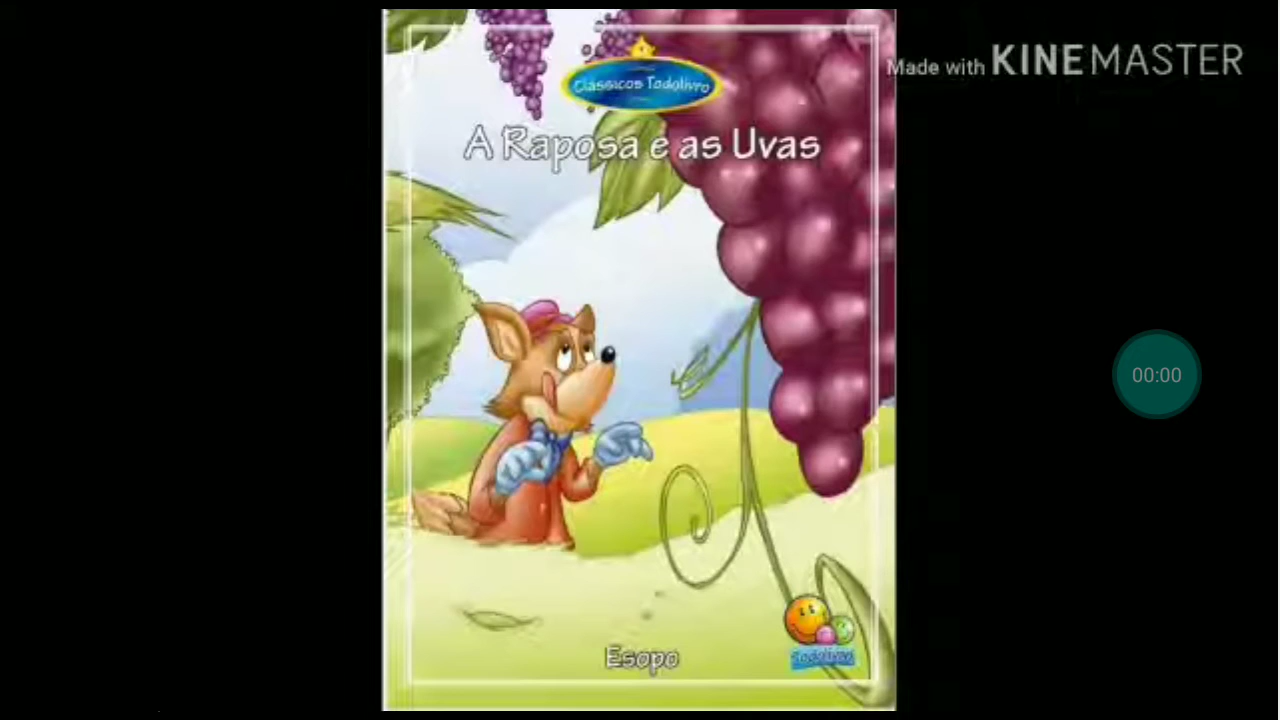 Made with KINEMASTER
Clássicos Todolivro
A Raposa e as Uvas
00:00
Esopo
Todolivro